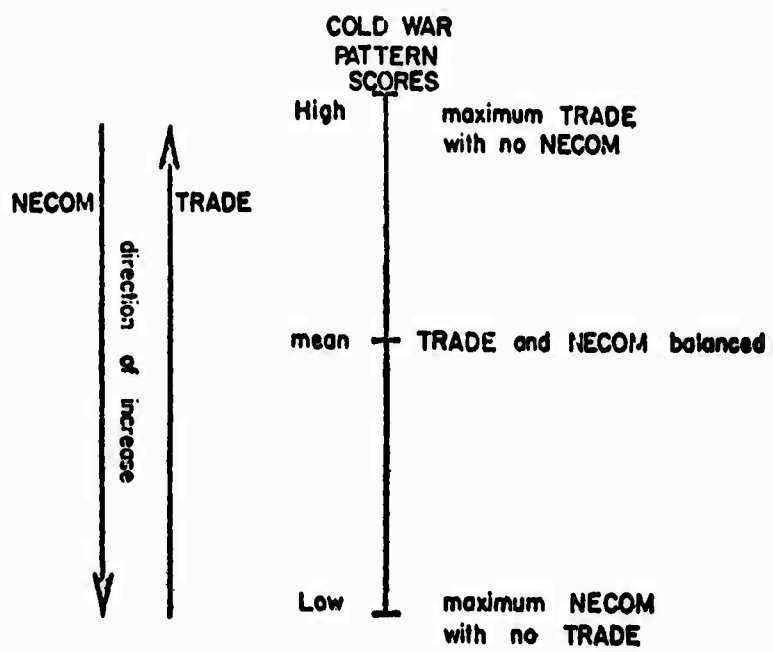 COLD WAR
PATTERN
SCORES
High
maximum TRADE
with no NECOM
NECOM
TRADE
direction of increase
mean
TRADE and NECOM balanced
Low
maximum NECOM
with no TRADE